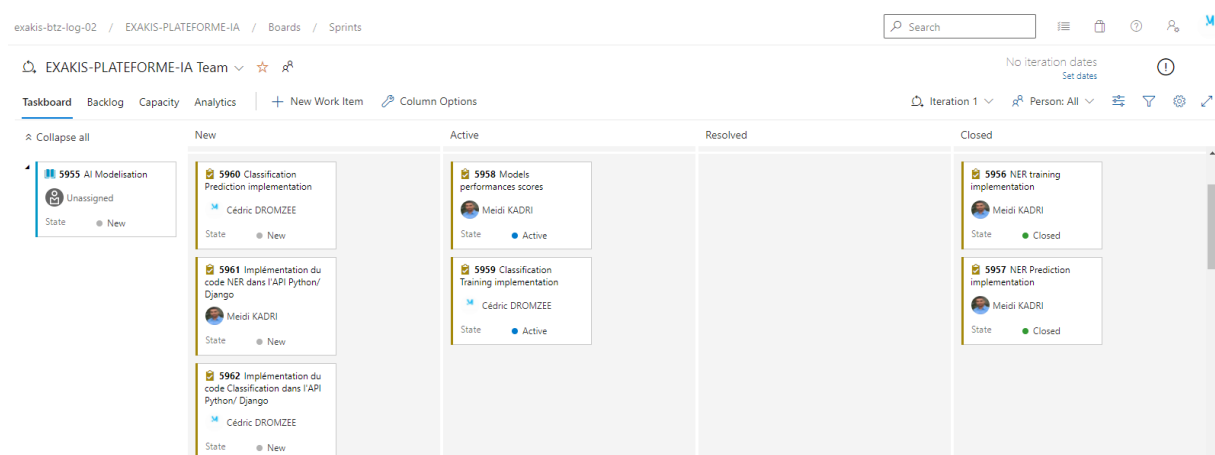 exakis-btz-log-02 / EXAKIS-PLATEFORME-IA / Boards / Sprints
Search
EXAKIS-PLATEFORME-IA Team
No iteration dates
Set dates
Taskboard Backlog Capacity Analytics
New Work Item
Column Options
Iteration 1
Person: All
Collapse all
New
Active
Resolved
Closed
5955 AI Modelisation
Unassigned
State New
5960 Classification
Prediction implementation
Cédric DROMZEE
State New
5958 Models
performances scores
Meidi KADRI
State Active
5956 NER training
implementation
Meidi KADRI
State Closed
5961 Implémentation du
code NER dans l'API Python/
Django
Meidi KADRI
State New
5959 Classification
Training implementation
Cédric DROMZEE
State Active
5957 NER Prediction
implementation
Meidi KADRI
State Closed
5962 Implémentation du
code Classification dans l'API
Python/ Django
Cédric DROMZEE
State New